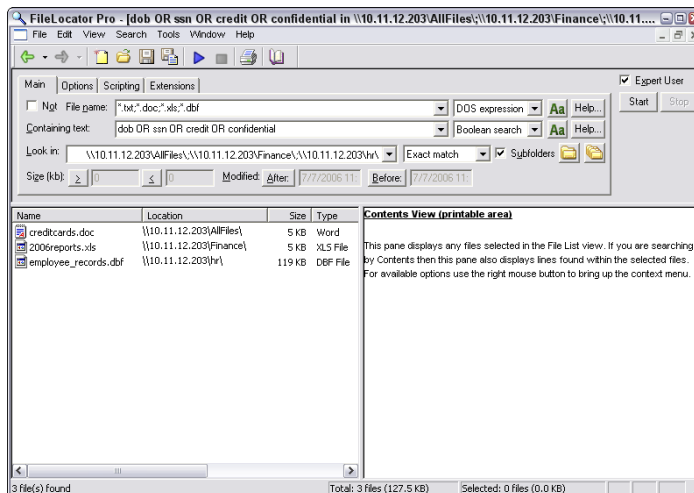 FileLocator Pro - [dob OR ssn OR credit OR confidential in \\10.11.12.203\AllFiles\;\\10.11.12.203\Finance\;\\10.11....
File Edit View Search Tools Window Help
Main Options Scripting Extensions
Expert User
Not File name: *.txt;*.doc;*.xls;*.dbf DOS expression Aa Help...
Start Stop
Containing text: dob OR ssn OR credit OR confidential Boolean search Aa Help...
Look in: \\10.11.12.203\AllFiles\;\\10.11.12.203\Finance\;\\10.11.12.203\hr\ Exact match Subfolders
Size (kb): ≥ 0 ≤ 0 Modified: After: 7/7/2006 11: Before: 7/7/2006 11:
Name Location Size Type
creditcards.doc \\10.11.12.203\AllFiles\ 5 KB Word
2006reports.xls \\10.11.12.203\Finance\ 5 KB XLS File
employee_records.dbf \\10.11.12.203\hr\ 119 KB DBF File
Contents View (printable area)
This pane displays any files selected in the File List view. If you are searching
by Contents then this pane also displays lines found within the selected files.
For available options use the right mouse button to bring up the context menu.
3 file(s) found Total: 3 files (127.5 KB) Selected: 0 files (0.0 KB)